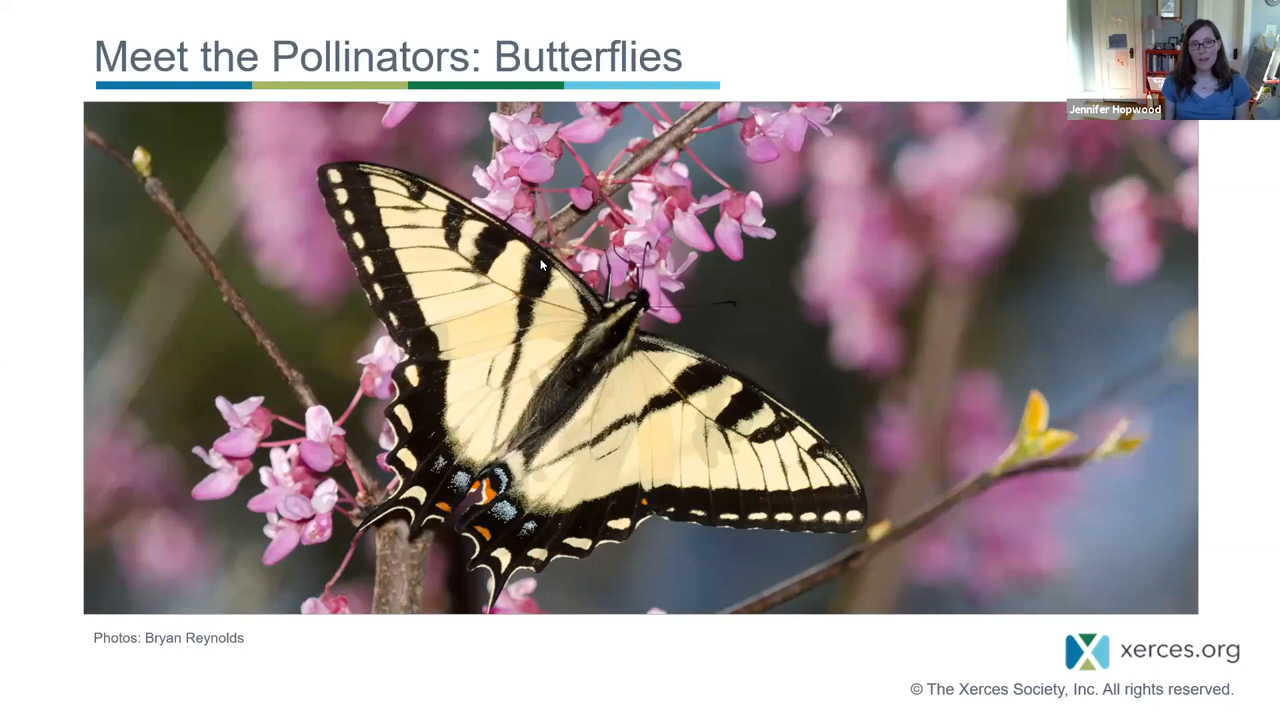 Meet the Pollinators: Butterflies
Jennifer Hopwood
Photos: Bryan Reynolds
xerces.org
© The Xerces Society, Inc. All rights reserved.